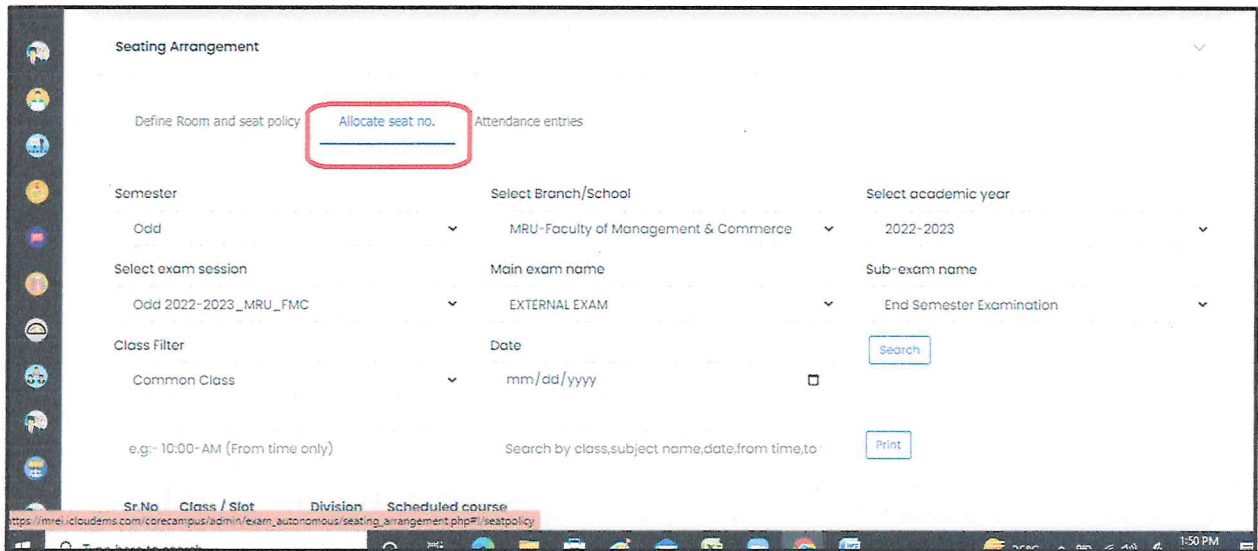 Seating Arrangement
Define Room and seat policy Allocate seat no. Attendance entries
Semester Select Branch/School Select academic year
Odd MRU-Faculty of Management & Commerce 2022-2023
Select exam session Main exam name Sub-exam name
Odd 2022-2023_MRU_FMC EXTERNAL EXAM End Semester Examination
Class Filter Date Search
Common Class mm/dd/yyyy
e.g:- 10:00-AM (From time only) Search by class,subject name,date,from time,to Print
Sr.No Class / Slot Division Scheduled course
https://mrei.icloudems.com/corecampus/admin/exam_autonomous/seating_arrangement.php#!/seatpolicy
Type here to search 1:50 PM